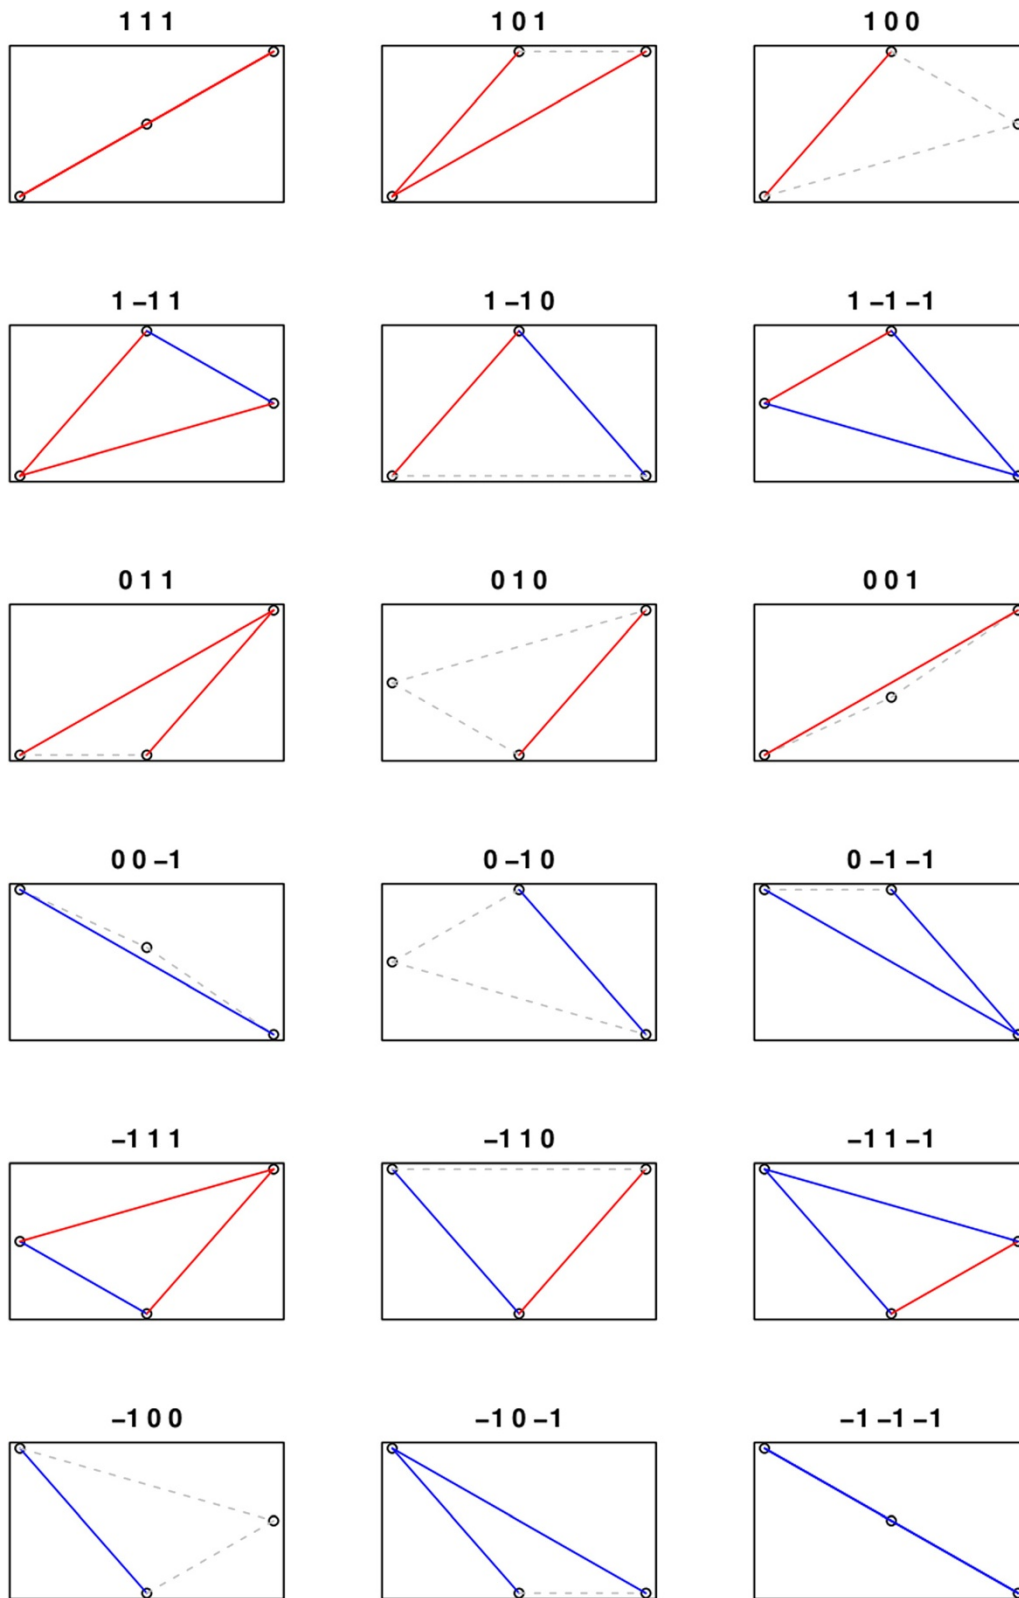 1 1 1 1 0 1 1 0 0
1 –1 1 1 –1 0 1 –1 –1
0 1 1 0 1 0 0 0 1
0 0 –1 0 –1 0 0 –1 –1
–1 1 1 –1 1 0 –1 1 –1
–1 0 0 –1 0 –1 –1 –1 –1